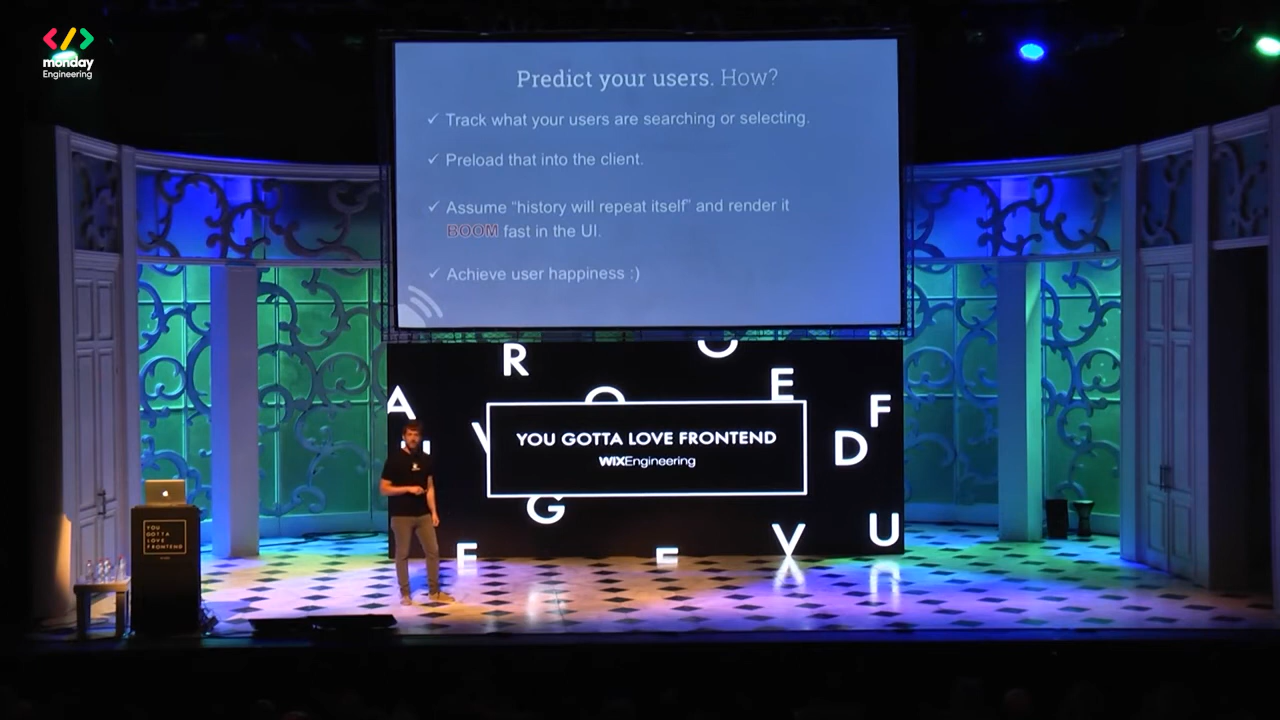 monday
Engineering
Predict your users. How?
✓ Track what your users are searching or selecting.
✓ Preload that into the client.
✓ Assume “history will repeat itself” and render it
BOOM fast in the UI.
✓ Achieve user happiness :)
R
O
E
A
O
F
V
YOU GOTTA LOVE FRONTEND
D
WIXEngineering
G
U
V
E
E
YOU
GOTTA
LOVE
FRONTEND